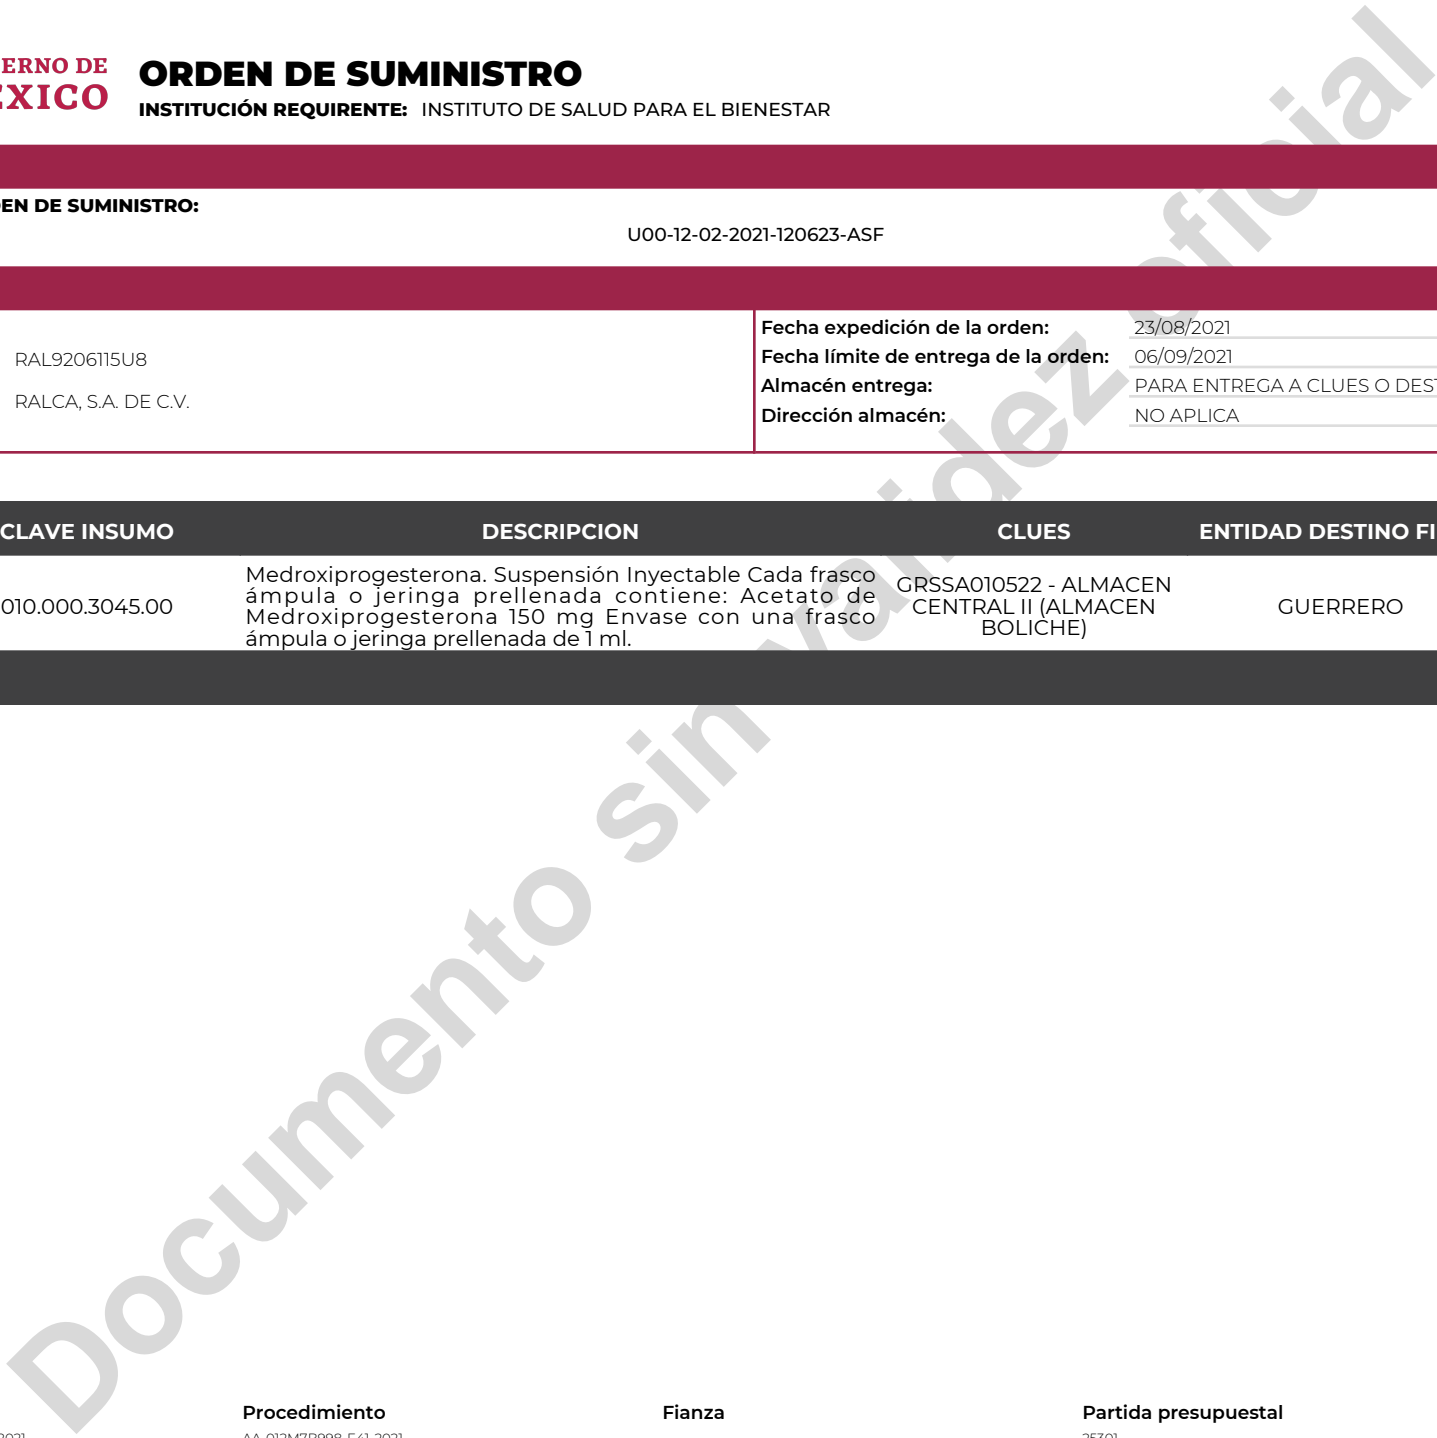 ERNO DE
EXICO
ORDEN DE SUMINISTRO
INSTITUCIÓN REQUIRENTE: INSTITUTO DE SALUD PARA EL BIENESTAR
EN DE SUMINISTRO:
U00-12-02-2021-120623-ASF
RAL9206115U8
RALCA, S.A. DE C.V.
Fecha expedición de la orden: 23/08/2021
Fecha límite de entrega de la orden: 06/09/2021
Almacén entrega: PARA ENTREGA A CLUES O DEST
Dirección almacén: NO APLICA
CLAVE INSUMO DESCRIPCION CLUES ENTIDAD DESTINO FI
010.000.3045.00
Medroxiprogesterona. Suspensión Inyectable Cada frasco
ámpula o jeringa prellenada contiene: Acetato de
Medroxiprogesterona 150 mg Envase con una frasco
ámpula o jeringa prellenada de 1 ml.
GRSSA010522 - ALMACEN
CENTRAL II (ALMACEN
BOLICHE)
GUERRERO
Documento sin validez oficial
Procedimiento Fianza Partida presupuestal